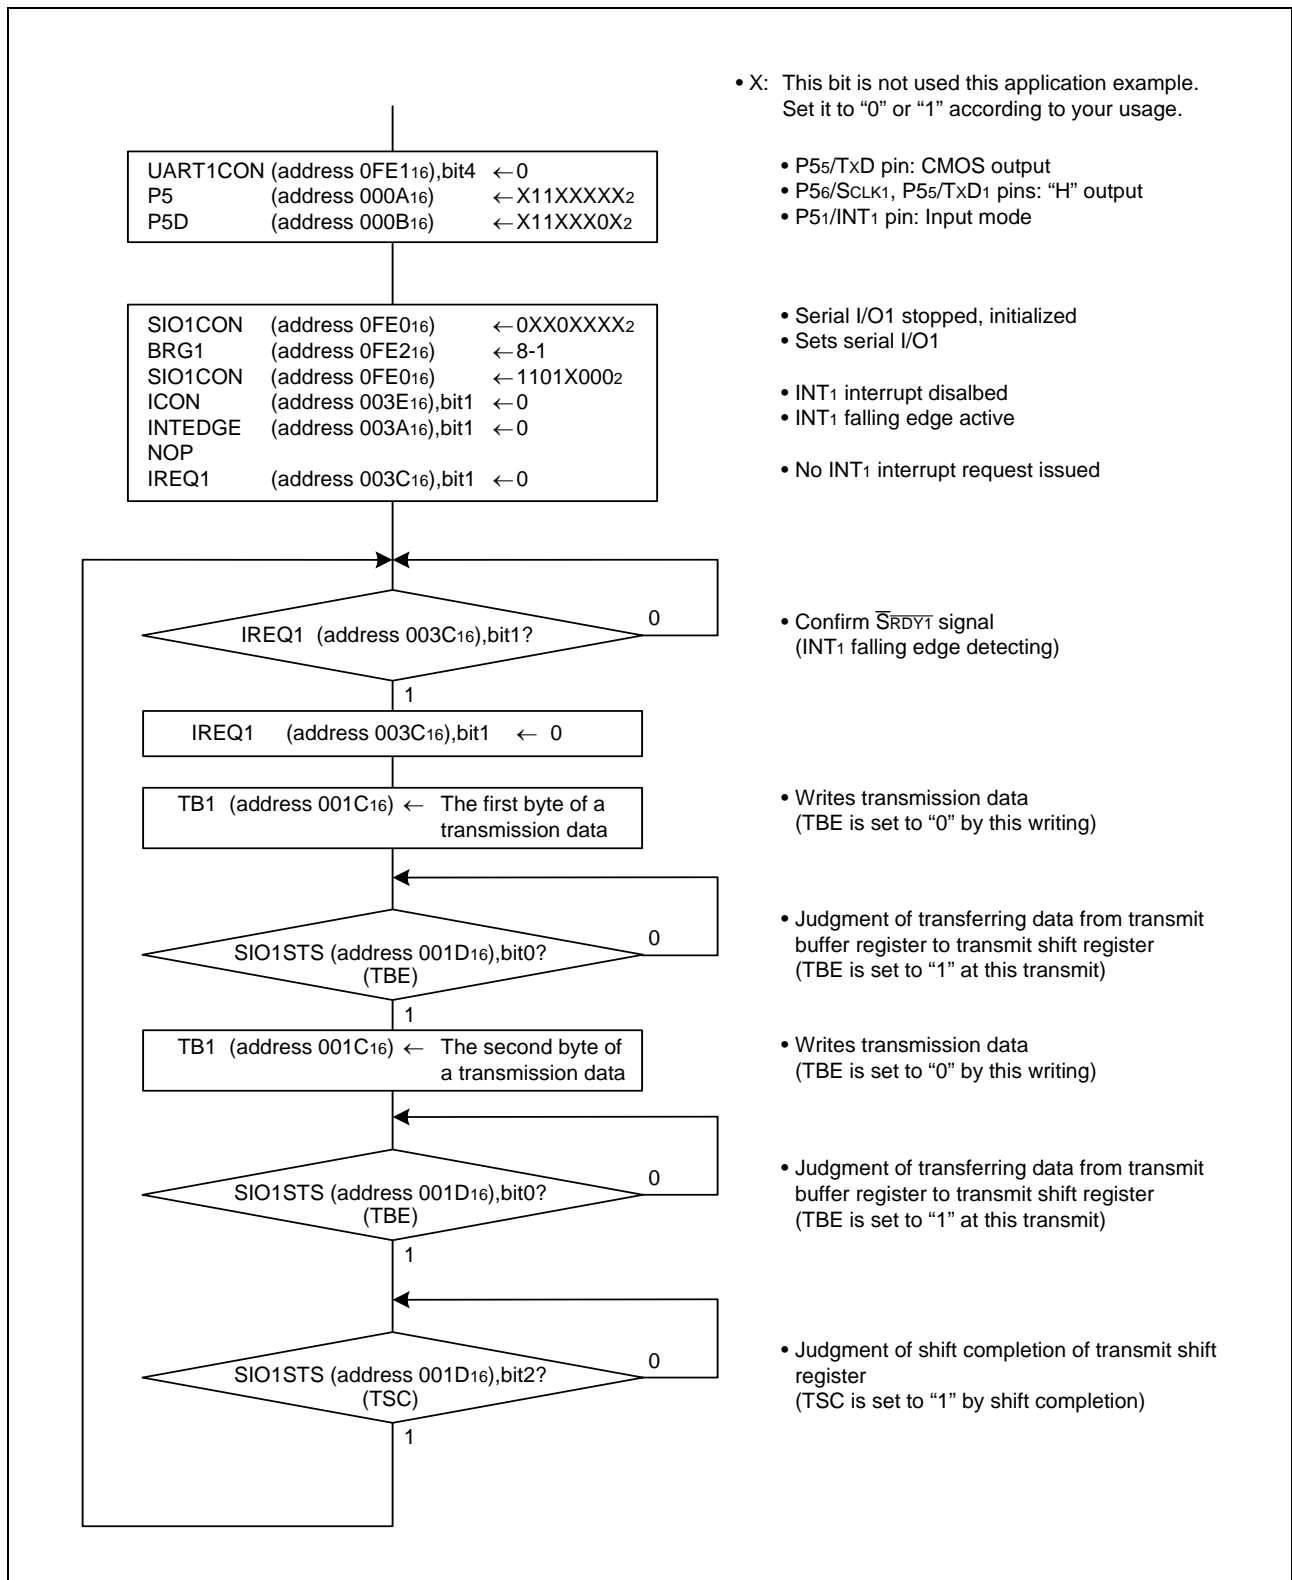 • X: This bit is not used this application example.
Set it to “0” or “1” according to your usage.
UART1CON (address 0FE116),bit4 ←0
P5 (address 000A16) ←X11XXXXX2
P5D (address 000B16) ←X11XXX0X2
• P55/TXD pin: CMOS output
• P56/SCLK1, P55/TXD1 pins: “H” output
• P51/INT1 pin: Input mode
SIO1CON (address 0FE016) ←0XX0XXXX2
BRG1 (address 0FE216) ←8-1
SIO1CON (address 0FE016) ←1101X0002
ICON (address 003E16),bit1 ←0
INTEDGE (address 003A16),bit1 ←0
NOP
IREQ1 (address 003C16),bit1 ←0
• Serial I/O1 stopped, initialized
• Sets serial I/O1
• INT1 interrupt disalbed
• INT1 falling edge active
• No INT1 interrupt request issued
IREQ1 (address 003C16),bit1?
0
1
• Confirm SRDY1 signal
(INT1 falling edge detecting)
IREQ1 (address 003C16),bit1 ← 0
TB1 (address 001C16) ← The first byte of a
transmission data
• Writes transmission data
(TBE is set to “0” by this writing)
SIO1STS (address 001D16),bit0?
(TBE)
0
1
• Judgment of transferring data from transmit
buffer register to transmit shift register
(TBE is set to “1” at this transmit)
TB1 (address 001C16) ← The second byte of
a transmission data
• Writes transmission data
(TBE is set to “0” by this writing)
SIO1STS (address 001D16),bit0?
(TBE)
0
1
• Judgment of transferring data from transmit
buffer register to transmit shift register
(TBE is set to “1” at this transmit)
SIO1STS (address 001D16),bit2?
(TSC)
0
1
• Judgment of shift completion of transmit shift
register
(TSC is set to “1” by shift completion)